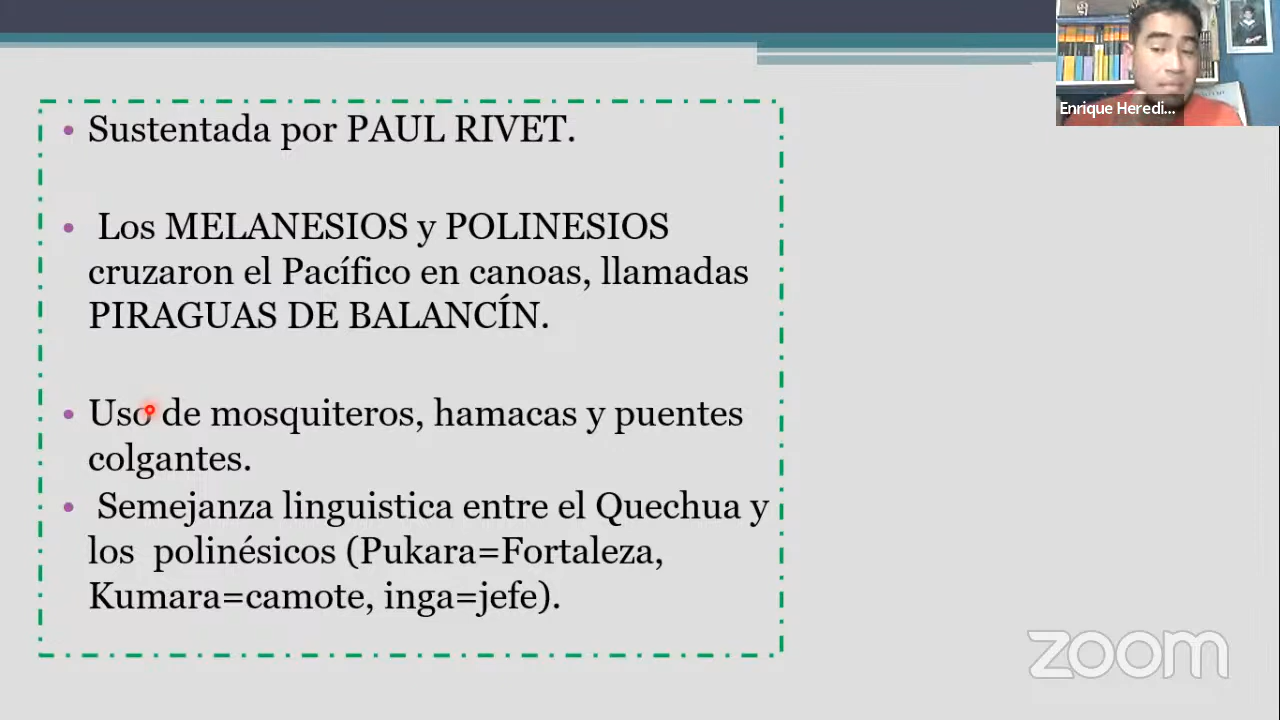 Enrique Heredi...
• Sustentada por PAUL RIVET.
• Los MELANESIOS y POLINESIOS
cruzaron el Pacífico en canoas, llamadas
PIRAGUAS DE BALANCÍN.
• Uso de mosquiteros, hamacas y puentes
colgantes.
• Semejanza linguistica entre el Quechua y
los polinésicos (Pukara=Fortaleza,
Kumara=camote, inga=jefe).
zoom